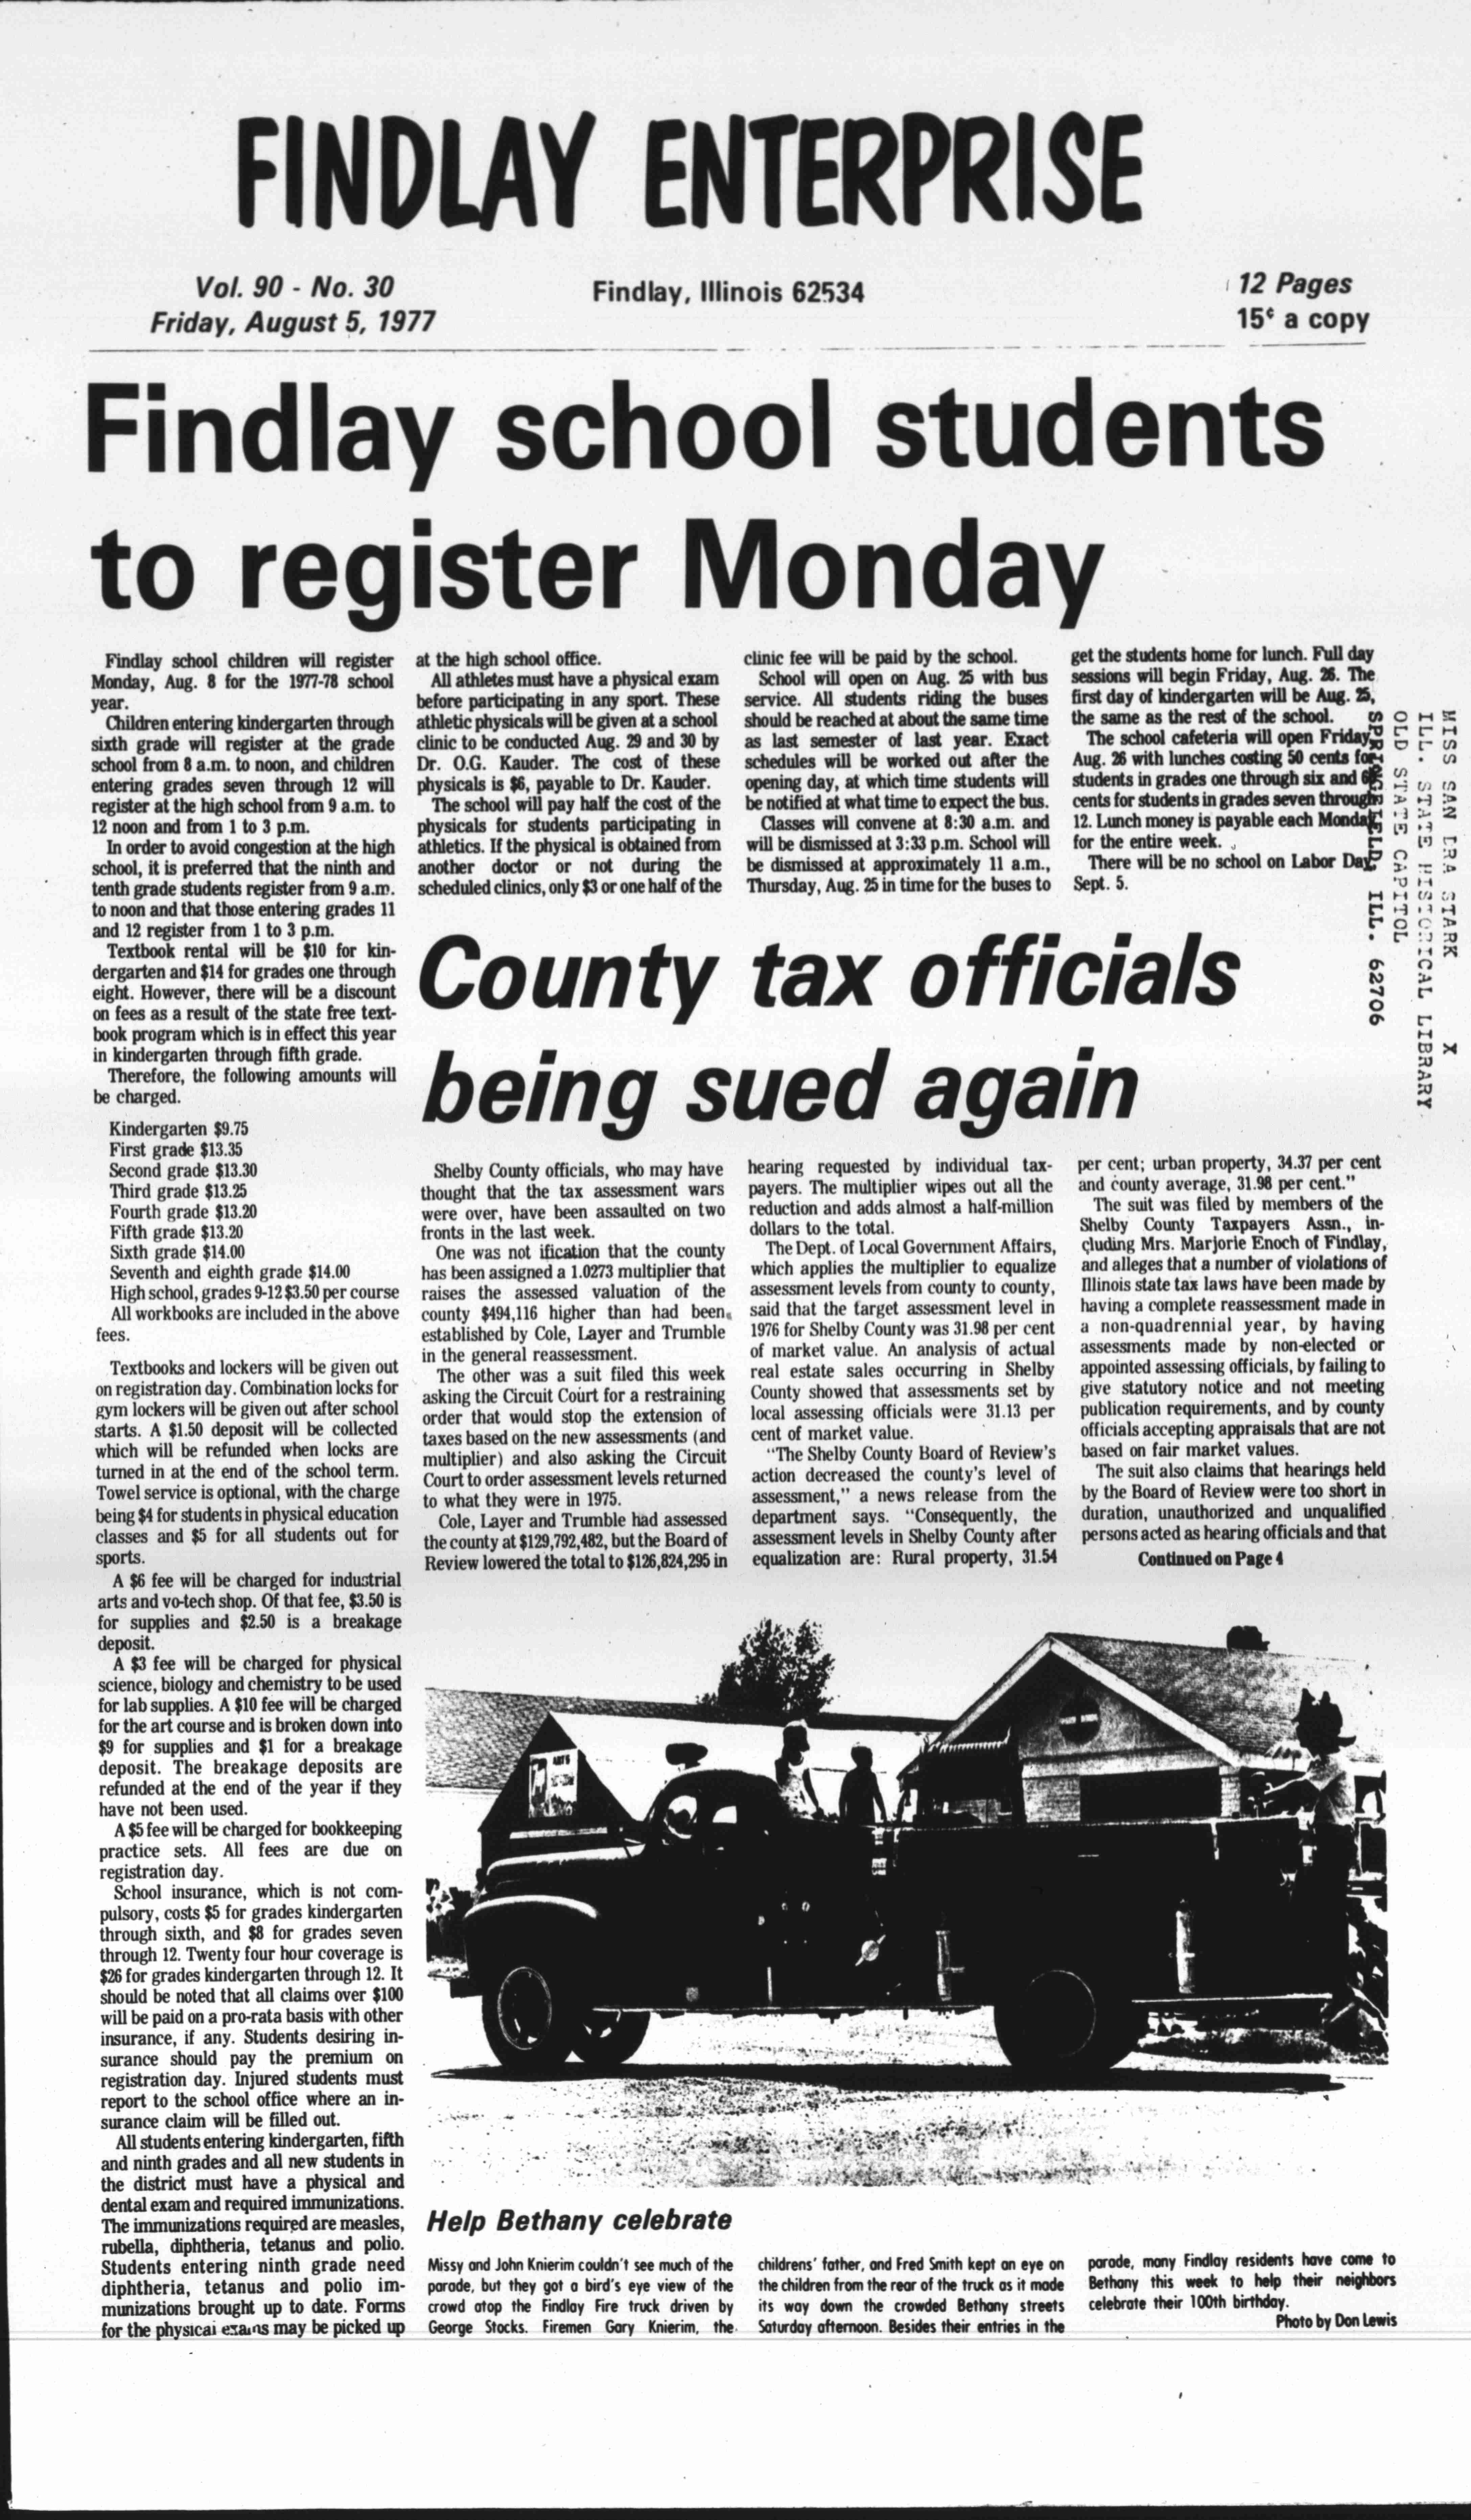 FINDLAY ENTERPRISE
Vol. 90 - No. 30
Friday, August 5, 1977
Findlay, Illinois 62534
12 Pages
15¢ a copy
Findlay school students
to register Monday
Findlay school children will register
Monday, Aug. 8 for the 1977-78 school
year.
Children entering kindergarten through
sixth grade will register at the grade
school from 8 a.m. to noon, and children
entering grades seven through 12 will
register at the high school from 9 a.m. to
12 noon and from 1 to 3 p.m.
In order to avoid congestion at the high
school, it is preferred that the ninth and
tenth grade students register from 9 a.m.
to noon and that those entering grades 11
and 12 register from 1 to 3 p.m.
Textbook rental will be $10 for kin-
dergarten and $14 for grades one through
eight. However, there will be a discount
on fees as a result of the state free text-
book program which is in effect this year
in kindergarten through fifth grade.
Therefore, the following amounts will
be charged.
Kindergarten $9.75
First grade $13.35
Second grade $13.30
Third grade $13.25
Fourth grade $13.20
Fifth grade $13.20
Sixth grade $14.00
Seventh and eighth grade $14.00
High school, grades 9-12 $3.50 per course
All workbooks are included in the above
fees.
Textbooks and lockers will be given out
on registration day. Combination locks for
gym lockers will be given out after school
starts. A $1.50 deposit will be collected
which will be refunded when locks are
turned in at the end of the school term.
Towel service is optional, with the charge
being $4 for students in physical education
classes and $5 for all students out for
sports.
A $6 fee will be charged for industrial
arts and vo-tech shop. Of that fee, $3.50 is
for supplies and $2.50 is a breakage
deposit.
A $3 fee will be charged for physical
science, biology and chemistry to be used
for lab supplies. A $10 fee will be charged
for the art course and is broken down into
$9 for supplies and $1 for a breakage
deposit. The breakage deposits are
refunded at the end of the year if they
have not been used.
A $5 fee will be charged for bookkeeping
practice sets. All fees are due on
registration day.
School insurance, which is not com-
pulsory, costs $5 for grades kindergarten
through sixth, and $8 for grades seven
through 12. Twenty four hour coverage is
$26 for grades kindergarten through 12. It
should be noted that all claims over $100
will be paid on a pro-rata basis with other
insurance, if any. Students desiring in-
surance should pay the premium on
registration day. Injured students must
report to the school office where an in-
surance claim will be filled out.
All students entering kindergarten, fifth
and ninth grades and all new students in
the district must have a physical and
dental exam and required immunizations.
The immunizations required are measles,
rubella, diphtheria, tetanus and polio.
Students entering ninth grade need
diphtheria, tetanus and polio im-
munizations brought up to date. Forms
for the physical exams may be picked up
at the high school office.
All athletes must have a physical exam
before participating in any sport. These
athletic physicals will be given at a school
clinic to be conducted Aug. 29 and 30 by
Dr. O.G. Kauder. The cost of these
physicals is $6, payable to Dr. Kauder.
The school will pay half the cost of the
physicals for students participating in
athletics. If the physical is obtained from
another doctor or not during the
scheduled clinics, only $3 or one half of the
clinic fee will be paid by the school.
School will open on Aug. 25 with bus
service. All students riding the buses
should be reached at about the same time
as last semester of last year. Exact
schedules will be worked out after the
opening day, at which time students will
be notified at what time to expect the bus.
Classes will convene at 8:30 a.m. and
will be dismissed at 3:33 p.m. School will
be dismissed at approximately 11 a.m.,
Thursday, Aug. 25 in time for the buses to
get the students home for lunch. Full day
sessions will begin Friday, Aug. 26. The
first day of kindergarten will be Aug. 25,
the same as the rest of the school.
The school cafeteria will open Friday,
Aug. 26 with lunches costing 50 cents for
students in grades one through six and
cents for students in grades seven through
12. Lunch money is payable each Monday
for the entire week.
There will be no school on Labor Day,
Sept. 5.
MISS SANDRA STARK X
ILL. STATE HISTORICAL LIBRARY
OLD STATE CAPITOL
SPRINGFIELD, ILL. 62706
County tax officials
being sued again
Shelby County officials, who may have
thought that the tax assessment wars
were over, have been assaulted on two
fronts in the last week.
One was not ification that the county
has been assigned a 1.0273 multiplier that
raises the assessed valuation of the
county $494,116 higher than had been
established by Cole, Layer and Trumble
in the general reassessment.
The other was a suit filed this week
asking the Circuit Court for a restraining
order that would stop the extension of
taxes based on the new assessments (and
multiplier) and also asking the Circuit
Court to order assessment levels returned
to what they were in 1975.
Cole, Layer and Trumble had assessed
the county at $129,792,482, but the Board of
Review lowered the total to $126,824,295 in
hearing requested by individual tax-
payers. The multiplier wipes out all the
reduction and adds almost a half-million
dollars to the total.
The Dept. of Local Government Affairs,
which applies the multiplier to equalize
assessment levels from county to county,
said that the target assessment level in
1976 for Shelby County was 31.98 per cent
of market value. An analysis of actual
real estate sales occurring in Shelby
County showed that assessments set by
local assessing officials were 31.13 per
cent of market value.
"The Shelby County Board of Review's
action decreased the county's level of
assessment," a news release from the
department says. "Consequently, the
assessment levels in Shelby County after
equalization are: Rural property, 31.54
per cent; urban property, 34.37 per cent
and county average, 31.98 per cent."
The suit was filed by members of the
Shelby County Taxpayers Assn., in-
cluding Mrs. Marjorie Enoch of Findlay,
and alleges that a number of violations of
Illinois state tax laws have been made by
having a complete reassessment made in
a non-quadrennial year, by having
assessments made by non-elected or
appointed assessing officials, by failing to
give statutory notice and not meeting
publication requirements, and by county
officials accepting appraisals that are not
based on fair market values.
The suit also claims that hearings held
by the Board of Review were too short in
duration, unauthorized and unqualified
persons acted as hearing officials and that
Continued on Page 4
Help Bethany celebrate
Missy and John Knierim couldn't see much of the
parade, but they got a bird's eye view of the
crowd atop the Findlay Fire truck driven by
George Stocks. Firemen Gary Knierim, the
childrens' father, and Fred Smith kept an eye on
the children from the rear of the truck as it made
its way down the crowded Bethany streets
Saturday afternoon. Besides their entries in the
parade, many Findlay residents have come to
Bethany this week to help their neighbors
celebrate their 100th birthday.
Photo by Don Lewis